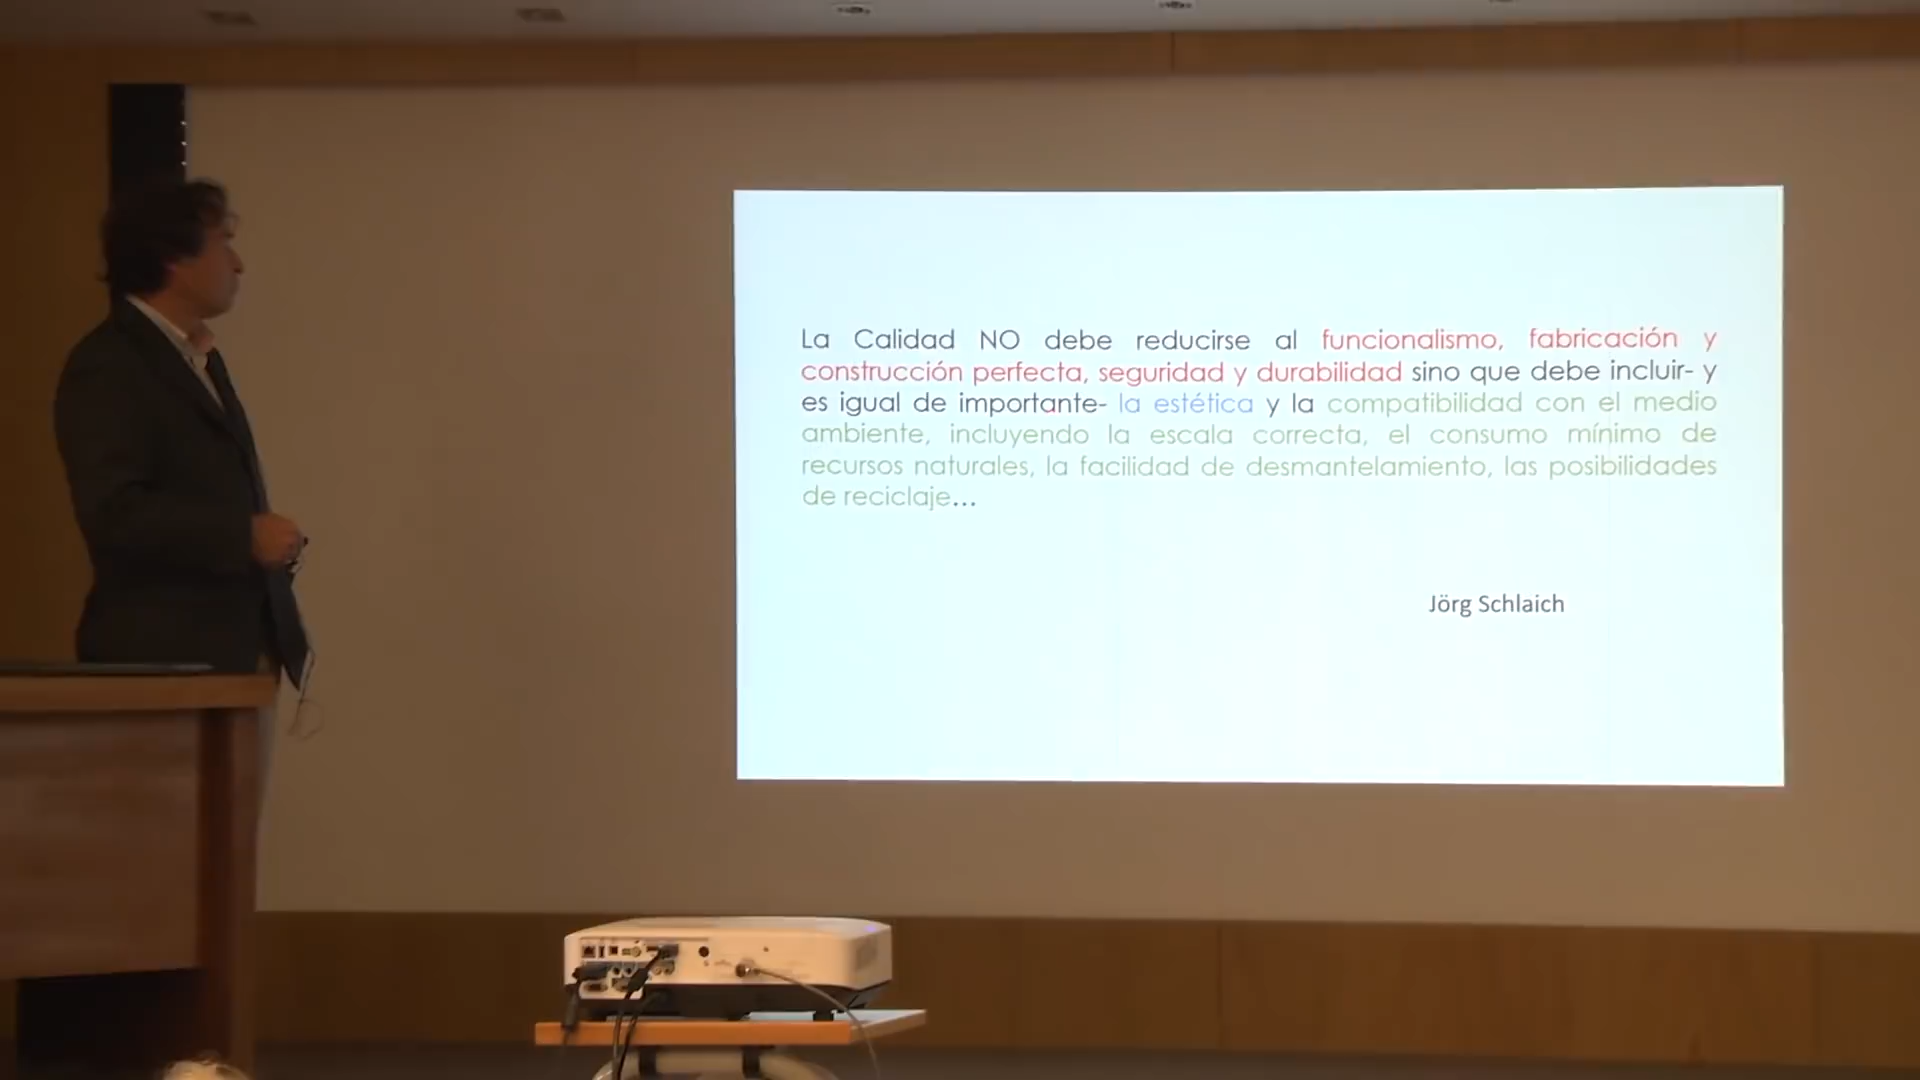 La Calidad NO debe reducirse al funcionalismo, fabricación y
construcción perfecta, seguridad y durabilidad sino que debe incluir- y
es igual de importante- la estética y la compatibilidad con el medio
ambiente, incluyendo la escala correcta, el consumo mínimo de
recursos naturales, la facilidad de desmantelamiento, las posibilidades
de reciclaje...
Jörg Schlaich